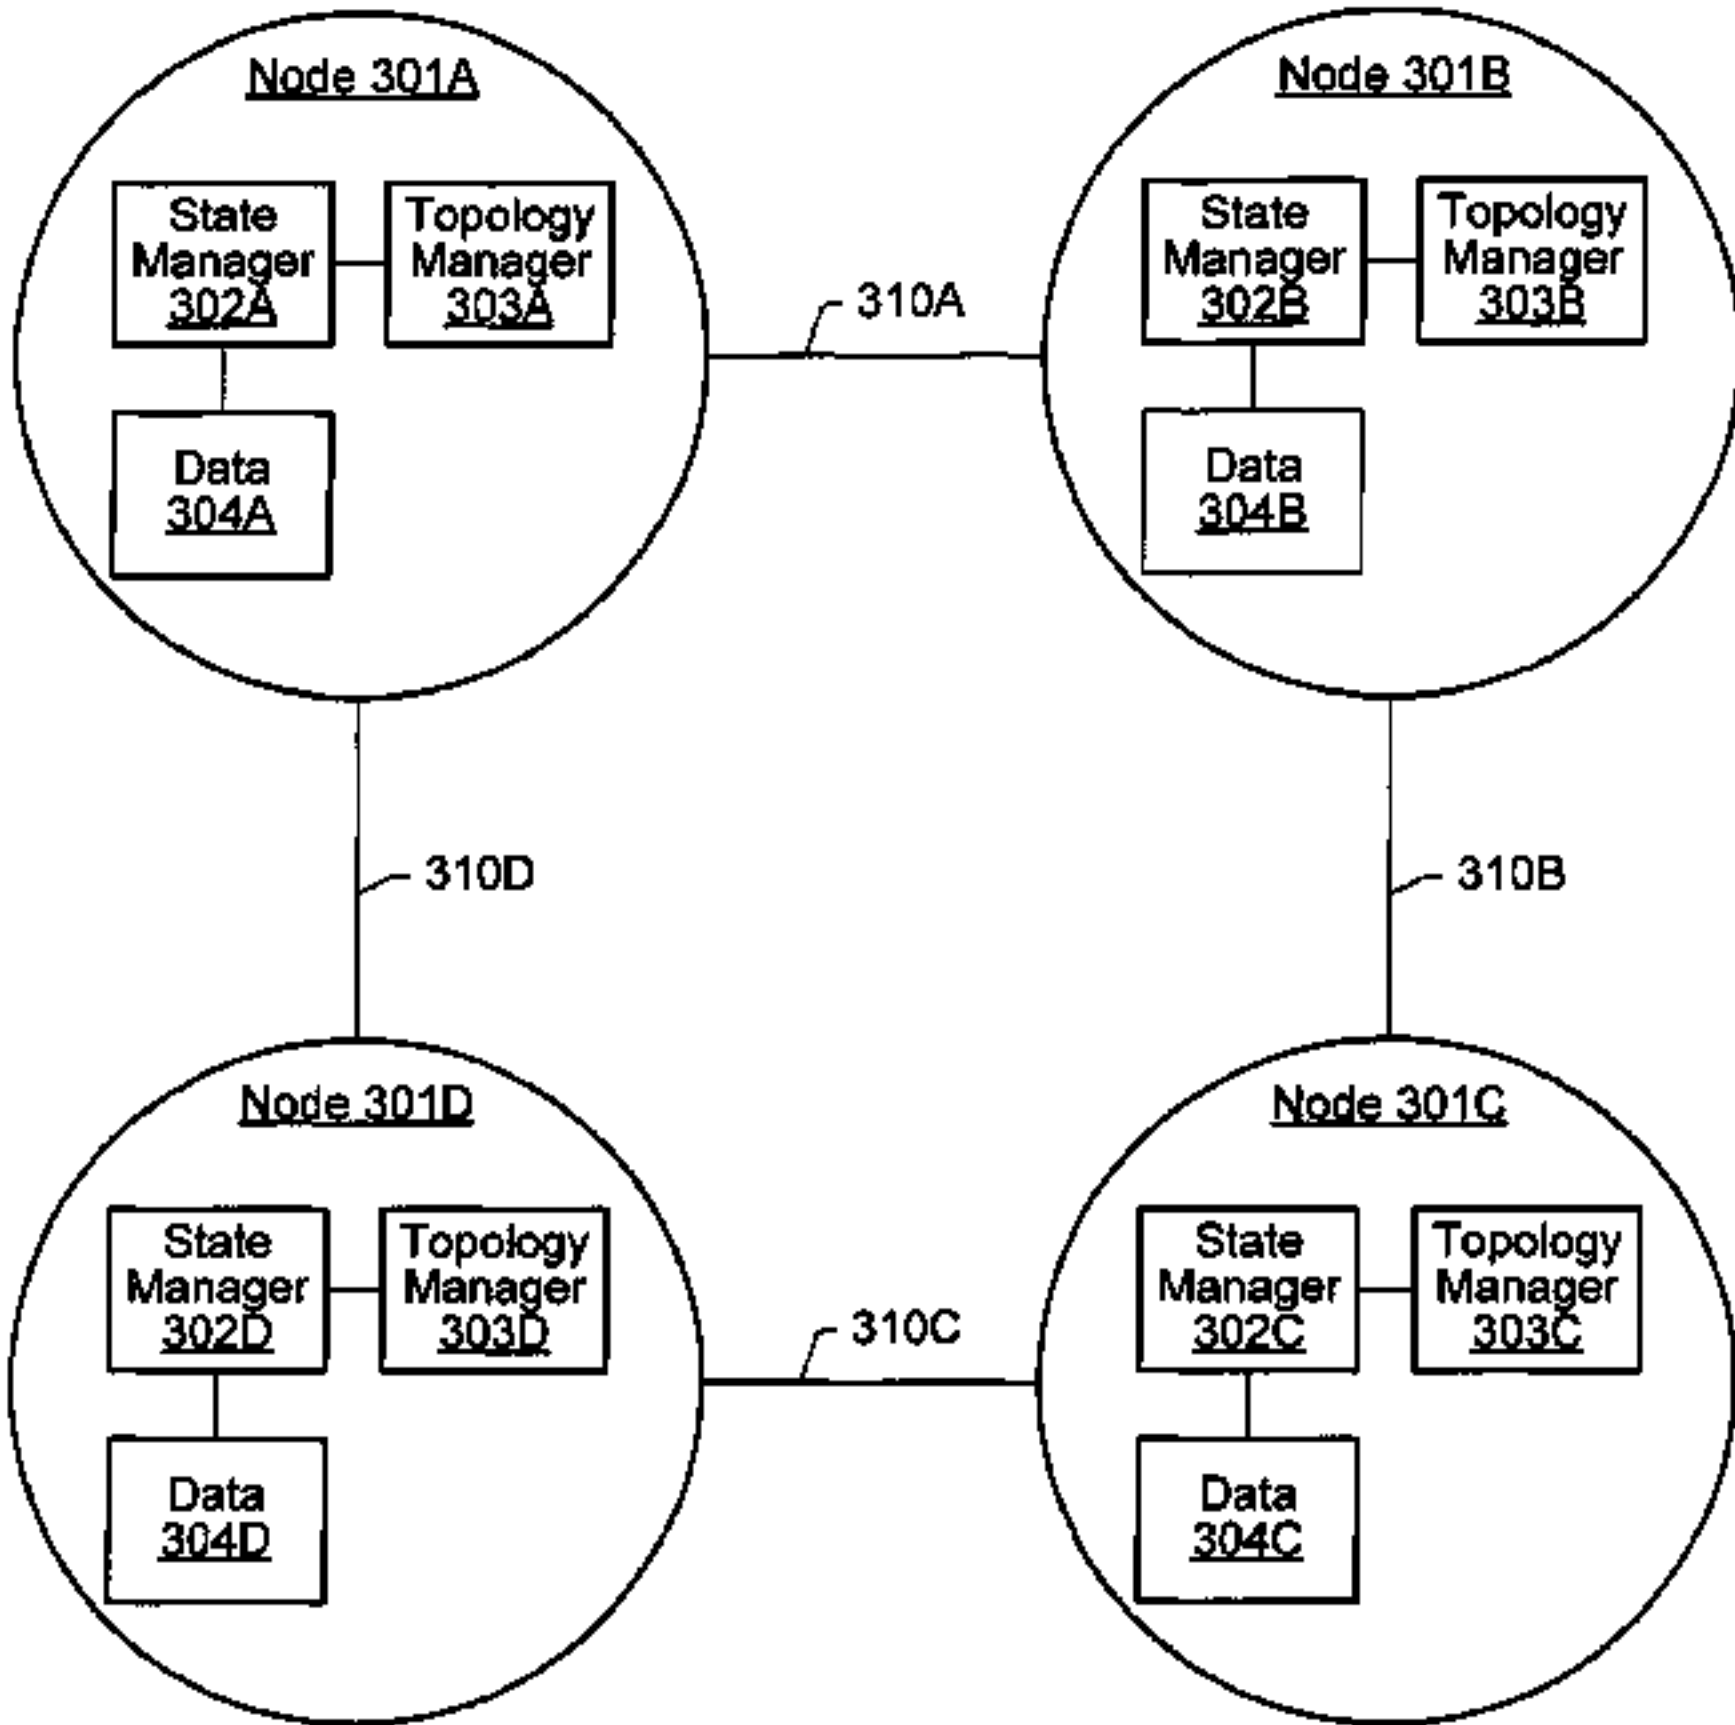 Node 301A
State
Manager
302A
Topology
Manager
303A
Data
304A
310A
Node 301B
State
Manager
302B
Topology
Manager
303B
Data
304B
310D
310B
Node 301D
State
Manager
302D
Topology
Manager
303D
Data
304D
310C
Node 301C
State
Manager
302C
Topology
Manager
303C
Data
304C